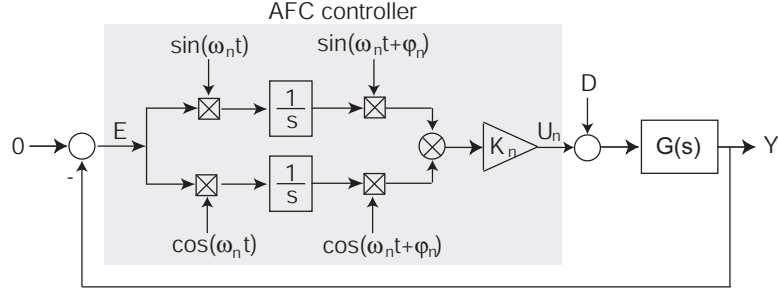 AFC controller
sin(ωnt)
sin(ωnt+φn)
0
-
E
1
s
1
s
Kn
Un
D
G(s)
Y
cos(ωnt)
cos(ωnt+φn)